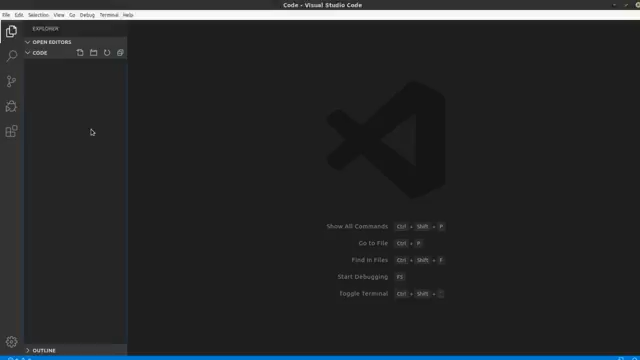 Code - Visual Studio Code
File Edit Selection View Go Debug Terminal Help
EXPLORER
OPEN EDITORS
CODE
Show All Commands Ctrl + Shift + P
Go to File Ctrl + P
Find in Files Ctrl + Shift + F
Start Debugging F5
Toggle Terminal Ctrl + Shift +
OUTLINE